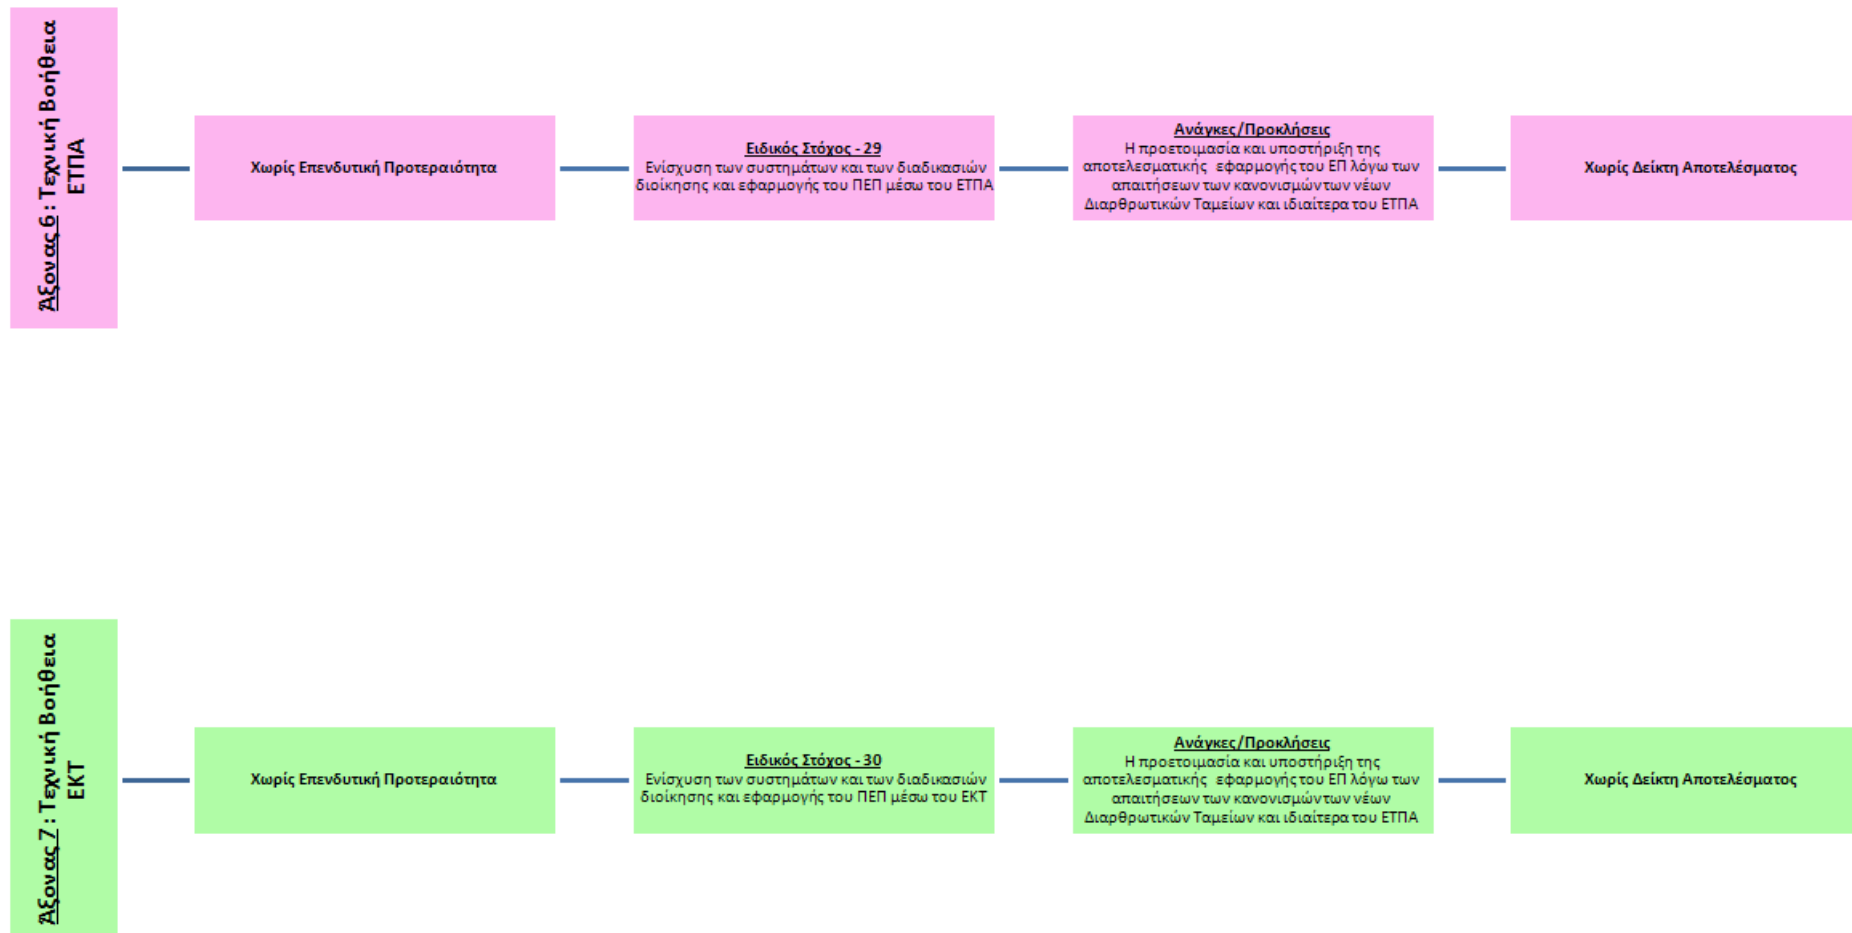 Άξονας 6 : Τεχνική Βοήθεια
ΕΤΠΑ
Χωρίς Επενδυτική Προτεραιότητα
Ειδικός Στόχος - 29
Ενίσχυση των συστημάτων και των διαδικασιών
διοίκησης και εφαρμογής του ΠΕΠ μέσω του ΕΤΠΑ
Ανάγκες/Προκλήσεις
Η προετοιμασία και υποστήριξη της
αποτελεσματικής εφαρμογής του ΕΠ λόγω των
απαιτήσεων των κανονισμών των νέων
Διαρθρωτικών Ταμείων και ιδιαίτερα του ΕΤΠΑ
Χωρίς Δείκτη Αποτελέσματος
Άξονας 7 : Τεχνική Βοήθεια
ΕΚΤ
Χωρίς Επενδυτική Προτεραιότητα
Ειδικός Στόχος - 30
Ενίσχυση των συστημάτων και των διαδικασιών
διοίκησης και εφαρμογής του ΠΕΠ μέσω του ΕΚΤ
Ανάγκες/Προκλήσεις
Η προετοιμασία και υποστήριξη της
αποτελεσματικής εφαρμογής του ΕΠ λόγω των
απαιτήσεων των κανονισμών των νέων
Διαρθρωτικών Ταμείων και ιδιαίτερα του ΕΤΠΑ
Χωρίς Δείκτη Αποτελέσματος